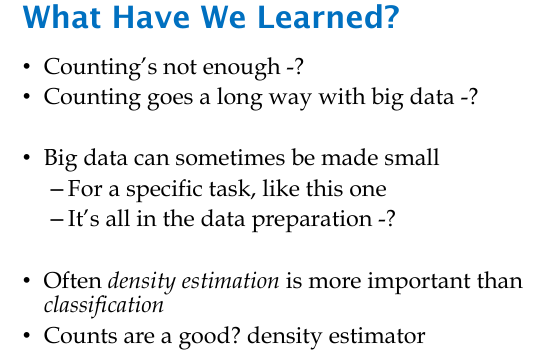 What Have We Learned?
• Counting's not enough -?
• Counting goes a long way with big data -?
• Big data can sometimes be made small
– For a specific task, like this one
– It's all in the data preparation -?
• Often density estimation is more important than
classification
• Counts are a good? density estimator